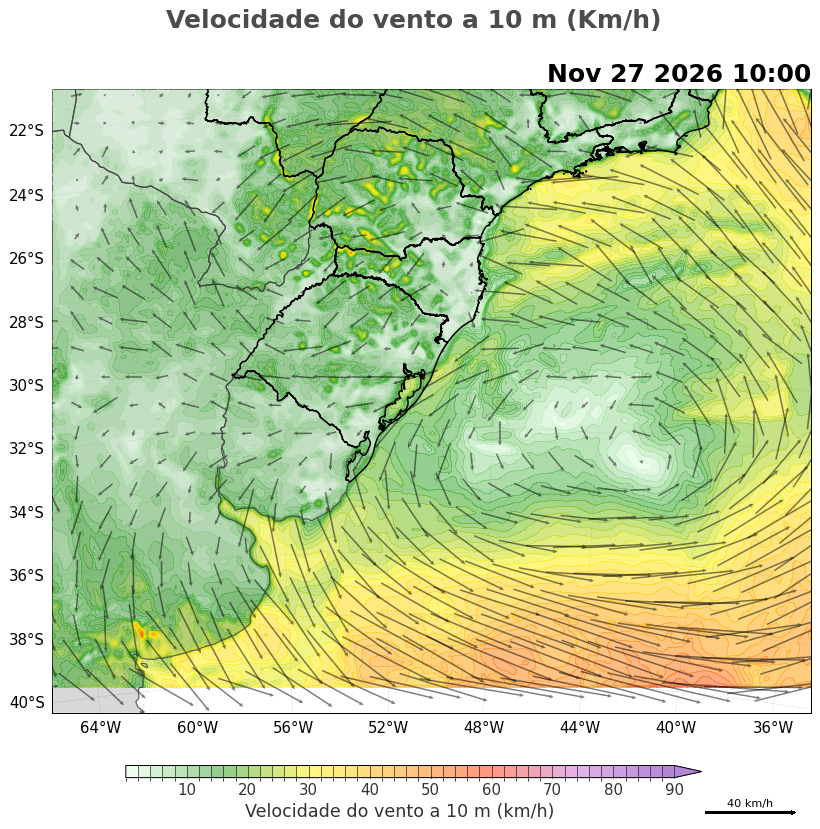 Velocidade do vento a 10 m (Km/h)
Nov 27 2026 10:00
22°S
24°S
26°S
28°S
30°S
32°S
34°S
36°S
38°S
40°S
64°W 60°W 56°W 52°W 48°W 44°W 40°W 36°W
10 20 30 40 50 60 70 80 90
Velocidade do vento a 10 m (km/h)
40 km/h